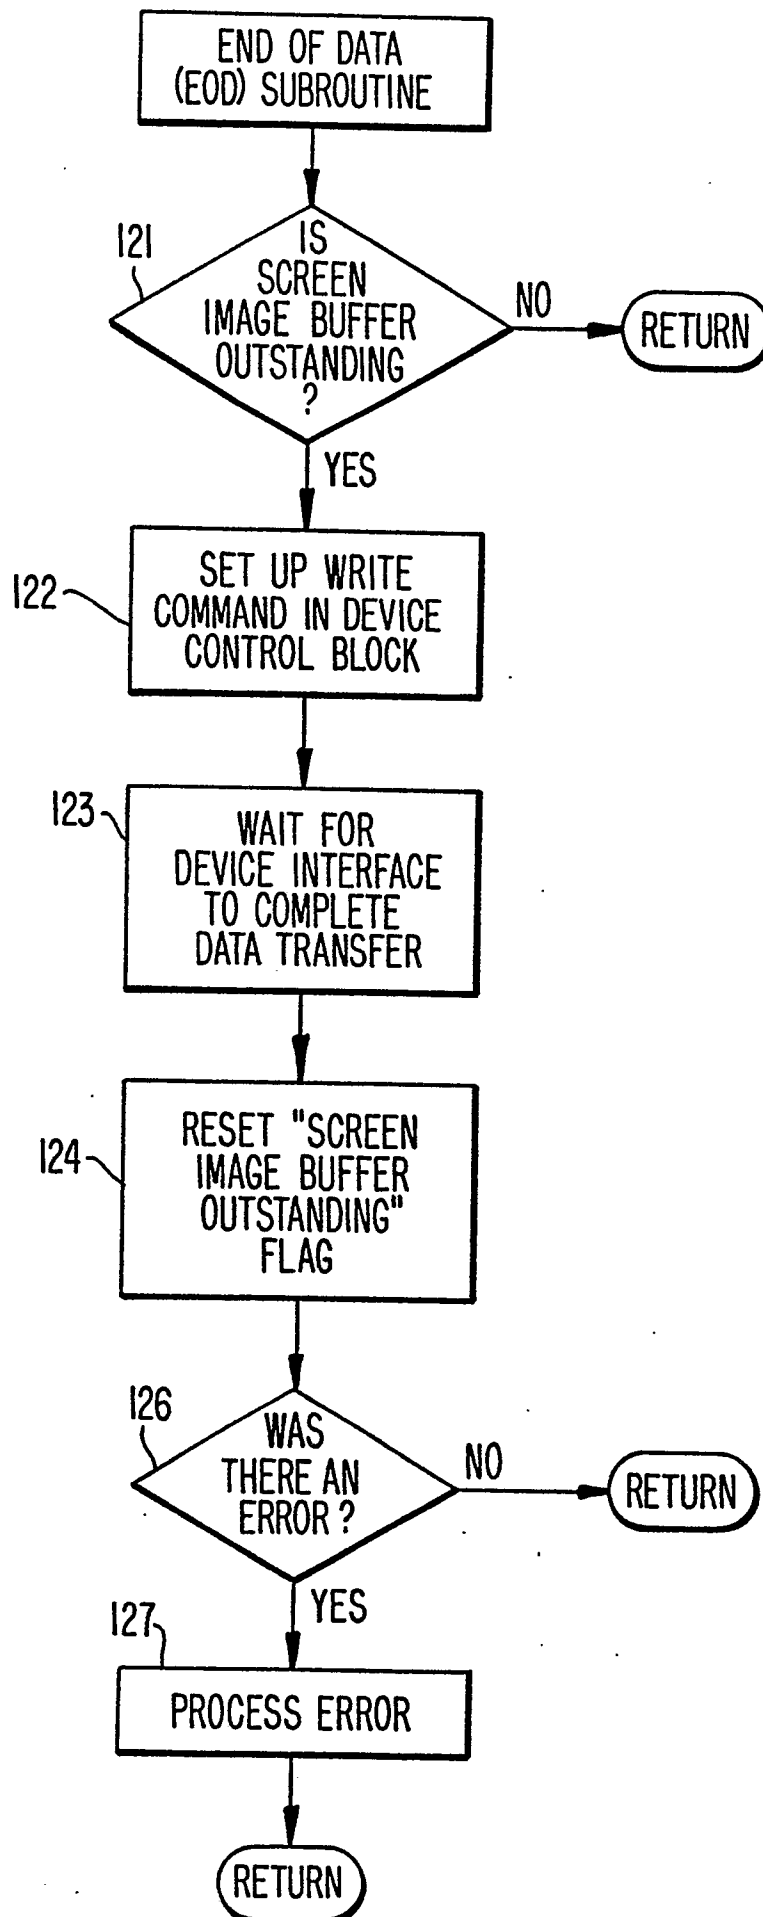 END OF DATA
(EOD) SUBROUTINE
121
IS
SCREEN
IMAGE BUFFER
OUTSTANDING
?
NO
RETURN
YES
122
SET UP WRITE
COMMAND IN DEVICE
CONTROL BLOCK
123
WAIT FOR
DEVICE INTERFACE
TO COMPLETE
DATA TRANSFER
124
RESET "SCREEN
IMAGE BUFFER
OUTSTANDING"
FLAG
126
WAS
THERE AN
ERROR?
NO
RETURN
YES
127
PROCESS ERROR
RETURN